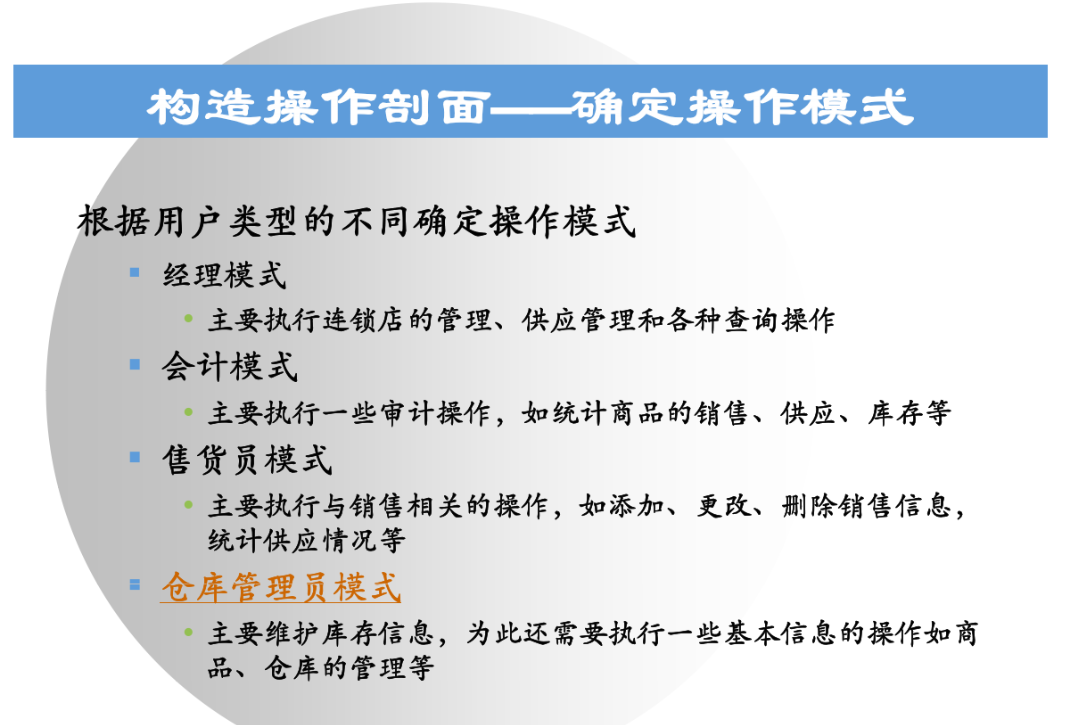 构造操作剖面——确定操作模式
根据用户类型的不同确定操作模式
经理模式
主要执行连锁店的管理、供应管理和各种查询操作
会计模式
主要执行一些审计操作，如统计商品的销售、供应、库存等
售货员模式
主要执行与销售相关的操作，如添加、更改、删除销售信息，
统计供应情况等
仓库管理员模式
主要维护库存信息，为此还需要执行一些基本信息的操作如商
品、仓库的管理等